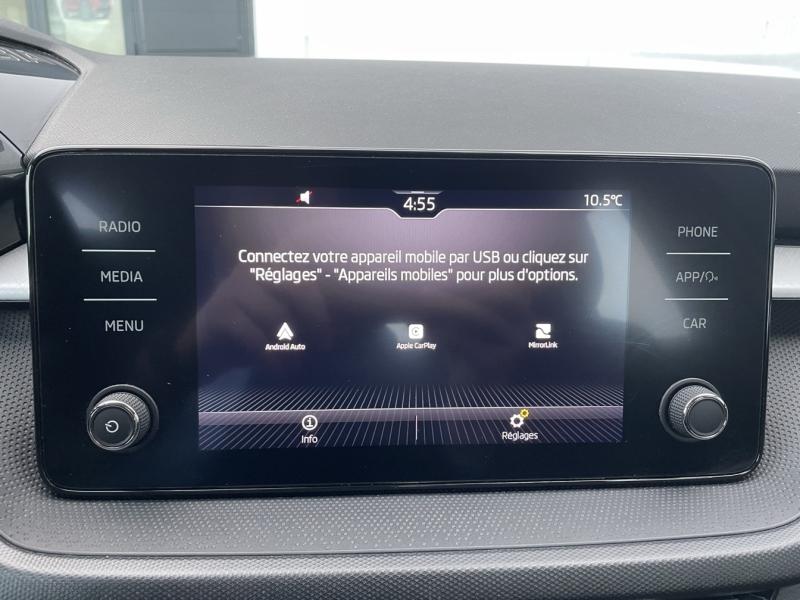 4:55
10.5°C
RADIO
MEDIA
MENU
Connectez votre appareil mobile par USB ou cliquez sur
"Réglages" - "Appareils mobiles" pour plus d'options.
Android Auto
Apple CarPlay
MirrorLink
Info
Réglages
PHONE
APP/
CAR